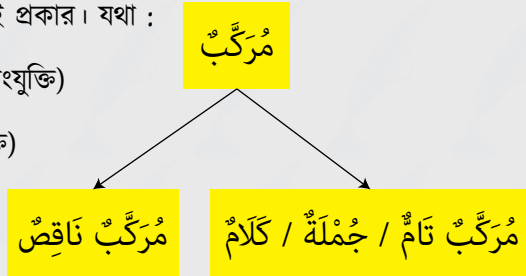 প্রকার। যথা :
مُرَكَّبٌ
مُرَكَّبٌ تَامٌّ / جُمْلَةٌ / كَلَامٌ
مُرَكَّبٌ نَاقِصٌ